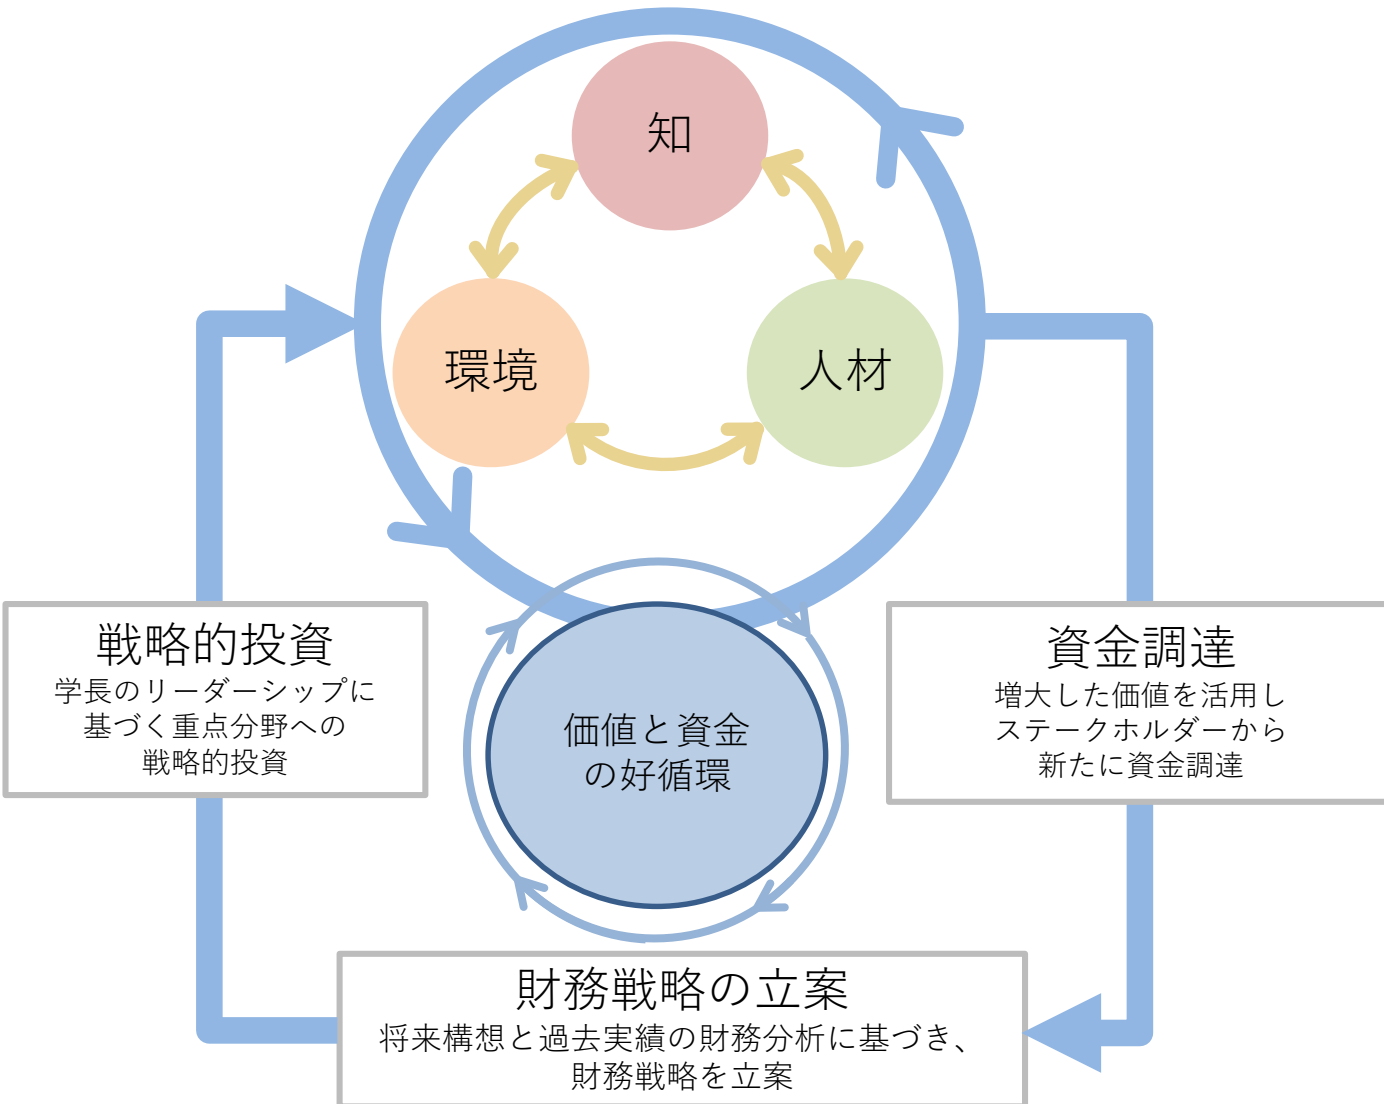 知
環境
人材
戦略的投資
学長のリーダーシップに
基づく重点分野への
戦略的投資
価値と資金
の好循環
資金調達
増大した価値を活用し
ステークホルダーから
新たに資金調達
財務戦略の立案
将来構想と過去実績の財務分析に基づき、
財務戦略を立案